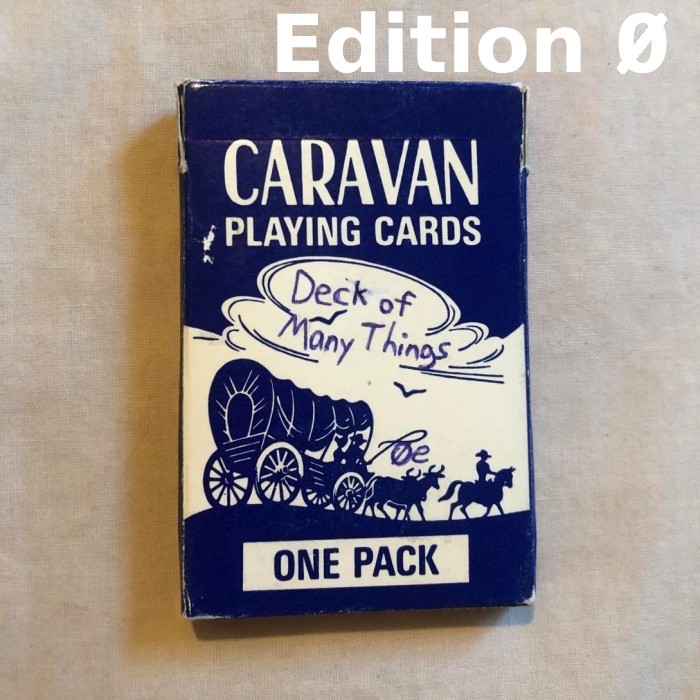 Edition Ø
CARAVAN
PLAYING CARDS
Deck of
Many Things
øe
ONE PACK